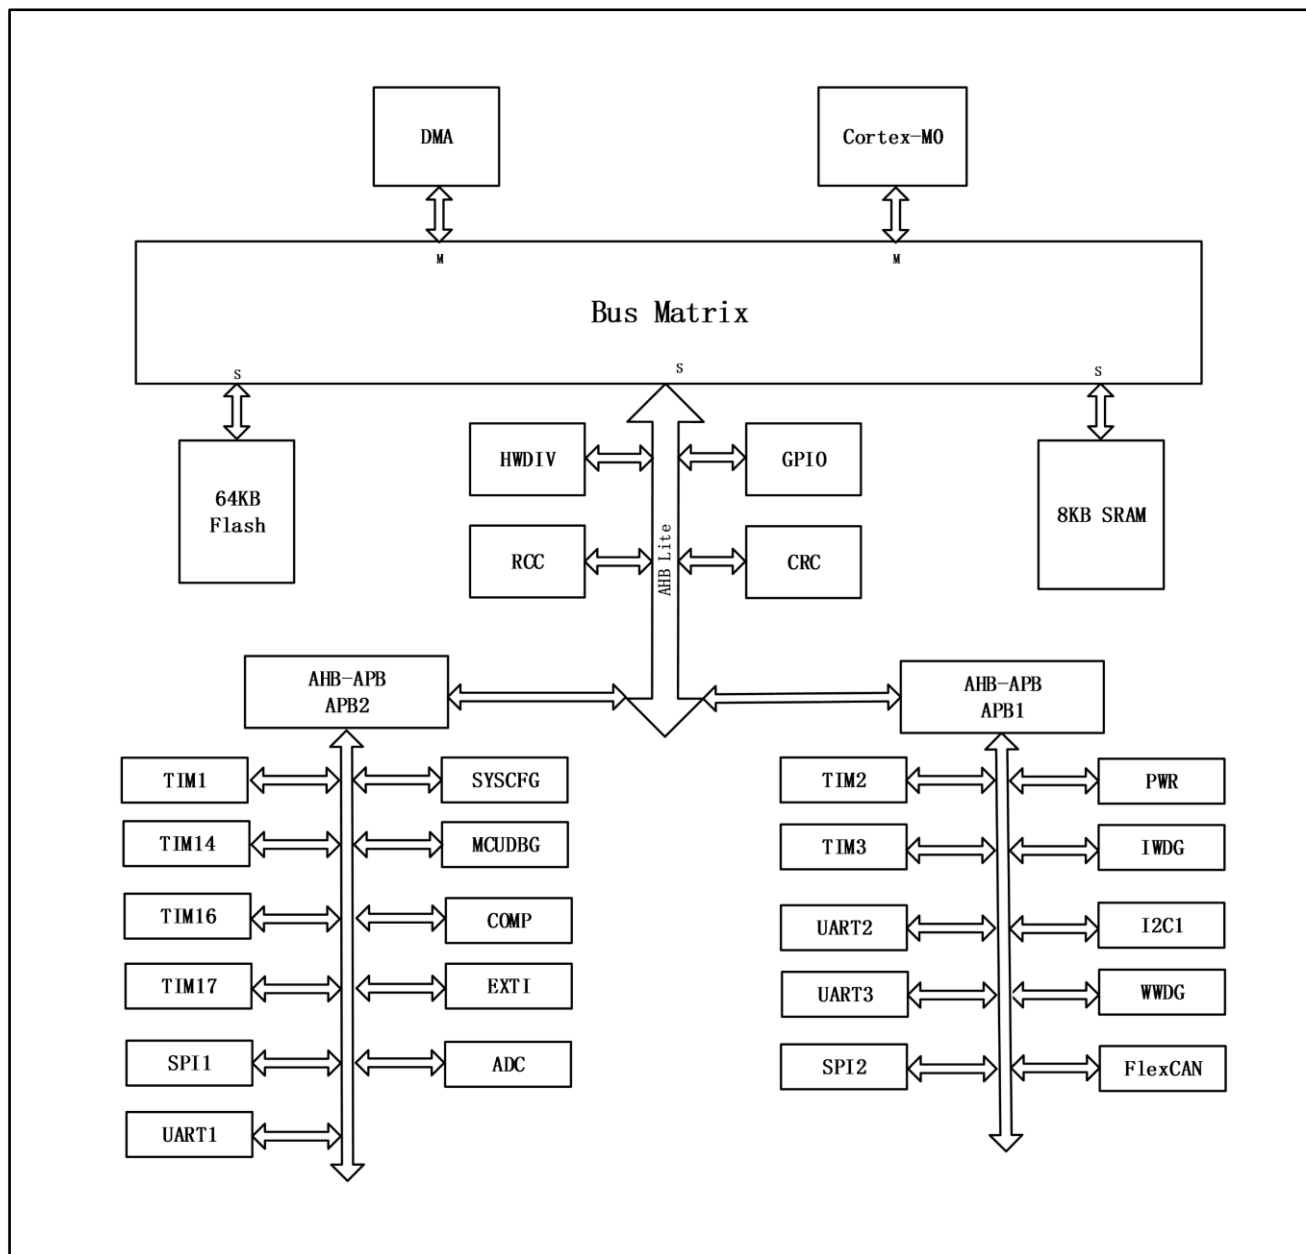 DMA
Cortex-M0
M
M
Bus Matrix
S
S
S
64KB
Flash
HWDIV
GPIO
8KB SRAM
RCC
AHB Lite
CRC
AHB-APB
APB2
AHB-APB
APB1
TIM1
SYSCFG
TIM14
MCUDBG
TIM16
COMP
TIM17
EXTI
SPI1
ADC
UART1
TIM2
PWR
TIM3
IWDG
UART2
I2C1
UART3
WWDG
SPI2
FlexCAN